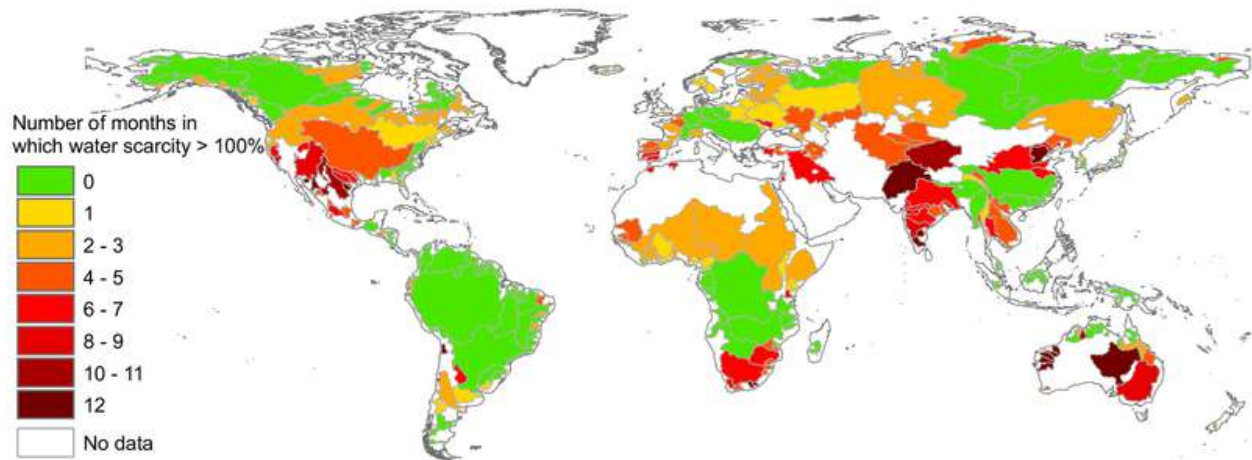 Number of months in
which water scarcity > 100%
0
1
2 - 3
4 - 5
6 - 7
8 - 9
10 - 11
12
No data